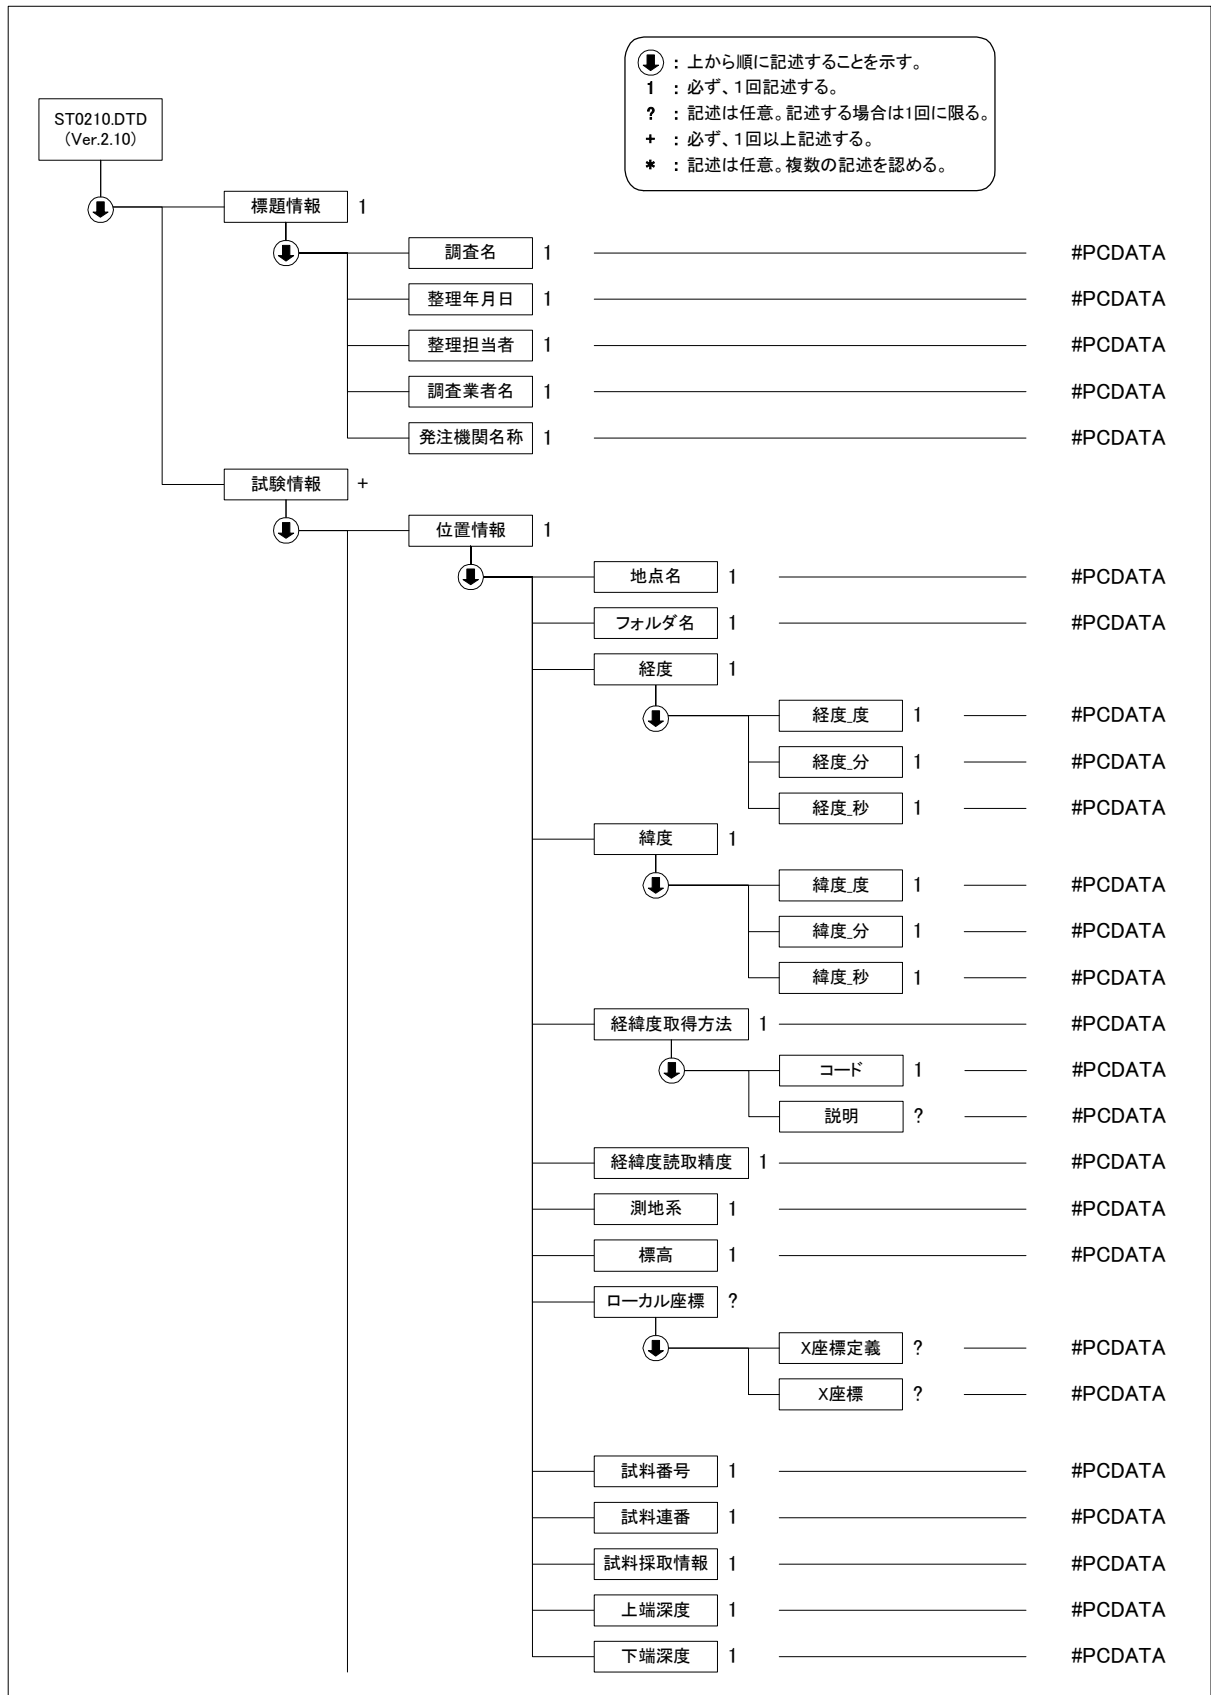 ⬇ : 上から順に記述することを示す。
1 : 必ず、1回記述する。
? : 記述は任意。記述する場合は1回に限る。
+ : 必ず、1回以上記述する。
* : 記述は任意。複数の記述を認める。
ST0210.DTD
(Ver.2.10)
標題情報 1
調査名 1 #PCDATA
整理年月日 1 #PCDATA
整理担当者 1 #PCDATA
調査業者名 1 #PCDATA
発注機関名称 1 #PCDATA
試験情報 +
位置情報 1
地点名 1 #PCDATA
フォルダ名 1 #PCDATA
経度 1
経度_度 1 #PCDATA
経度_分 1 #PCDATA
経度_秒 1 #PCDATA
緯度 1
緯度_度 1 #PCDATA
緯度_分 1 #PCDATA
緯度_秒 1 #PCDATA
経緯度取得方法 1 #PCDATA
コード 1 #PCDATA
説明 ? #PCDATA
経緯度読取精度 1 #PCDATA
測地系 1 #PCDATA
標高 1 #PCDATA
ローカル座標 ?
X座標定義 ? #PCDATA
X座標 ? #PCDATA
試料番号 1 #PCDATA
試料連番 1 #PCDATA
試料採取情報 1 #PCDATA
上端深度 1 #PCDATA
下端深度 1 #PCDATA